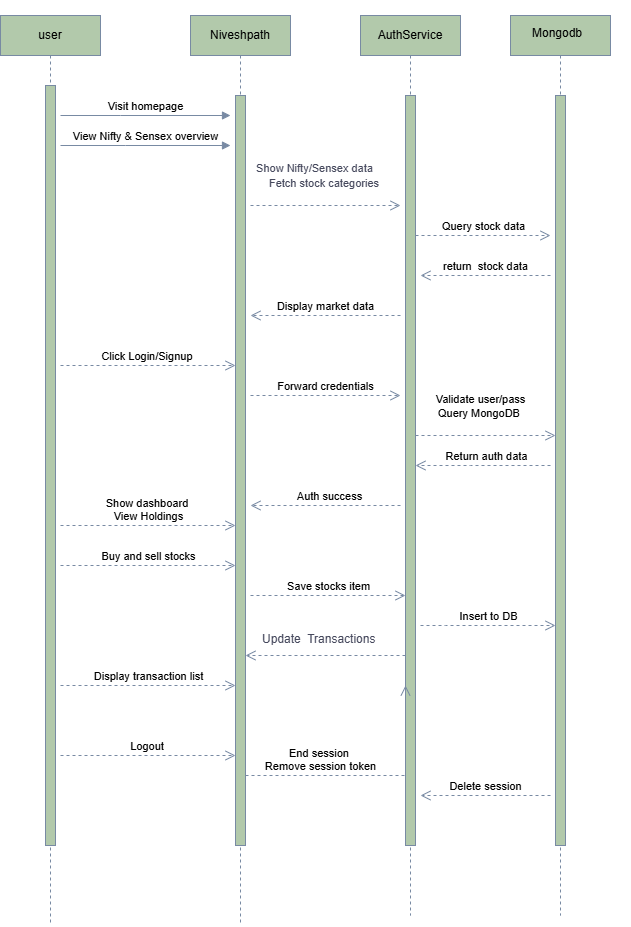 user
Niveshpath
AuthService
Mongodb
Visit homepage
View Nifty & Sensex overview
Show Nifty/Sensex data
Fetch stock categories
Query stock data
return stock data
Display market data
Click Login/Signup
Forward credentials
Validate user/pass
Query MongoDB
Return auth data
Auth success
Show dashboard
View Holdings
Buy and sell stocks
Save stocks item
Insert to DB
Update Transactions
Display transaction list
Logout
End session
Remove session token
Delete session